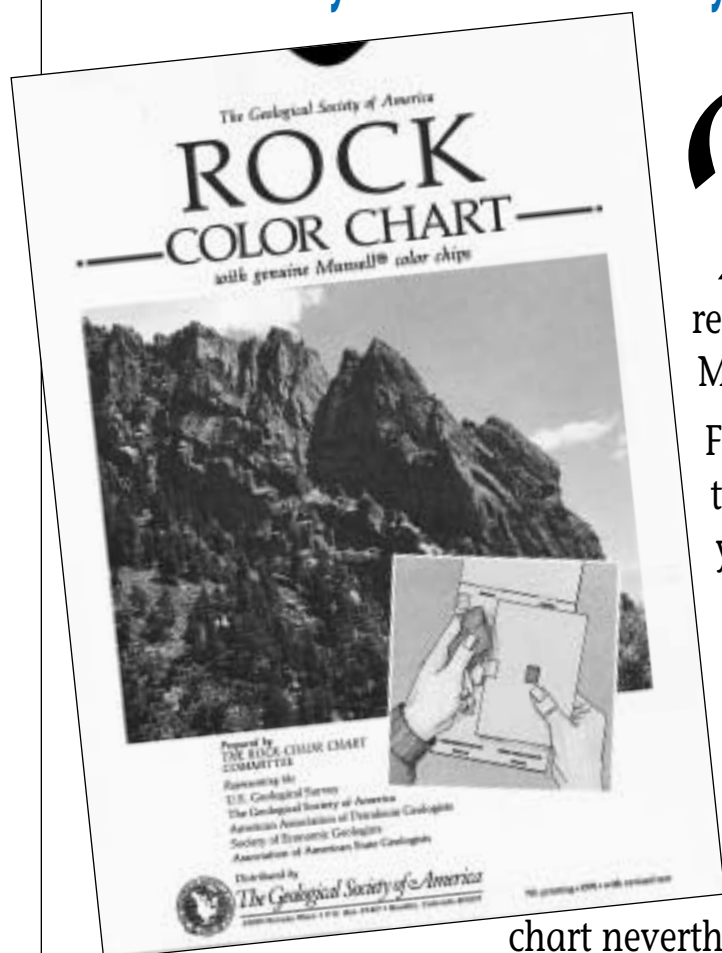 The Geological Society of America
ROCK
COLOR CHART
with genuine Munsell® color chips
re
M
F
t
y
Prepared by
THE ROCK-COLOR CHART
COMMITTEE
Representing the
U.S. Geological Survey
The Geological Society of America
American Association of Petroleum Geologists
Society of Economic Geologists
Association of American State Geologists
Distributed by
The Geological Society of America
chart neverth